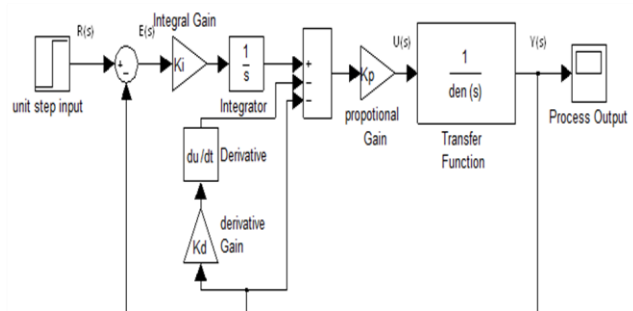 Integral Gain
R(s)
E(s)
U(s)
Y(s)
+
−
Ki
1
s
+
−
−
Kp
1
den (s)
unit step input
Integrator
propotional
Gain
Transfer
Function
Process Output
du/dt
Derivative
Kd
derivative
Gain